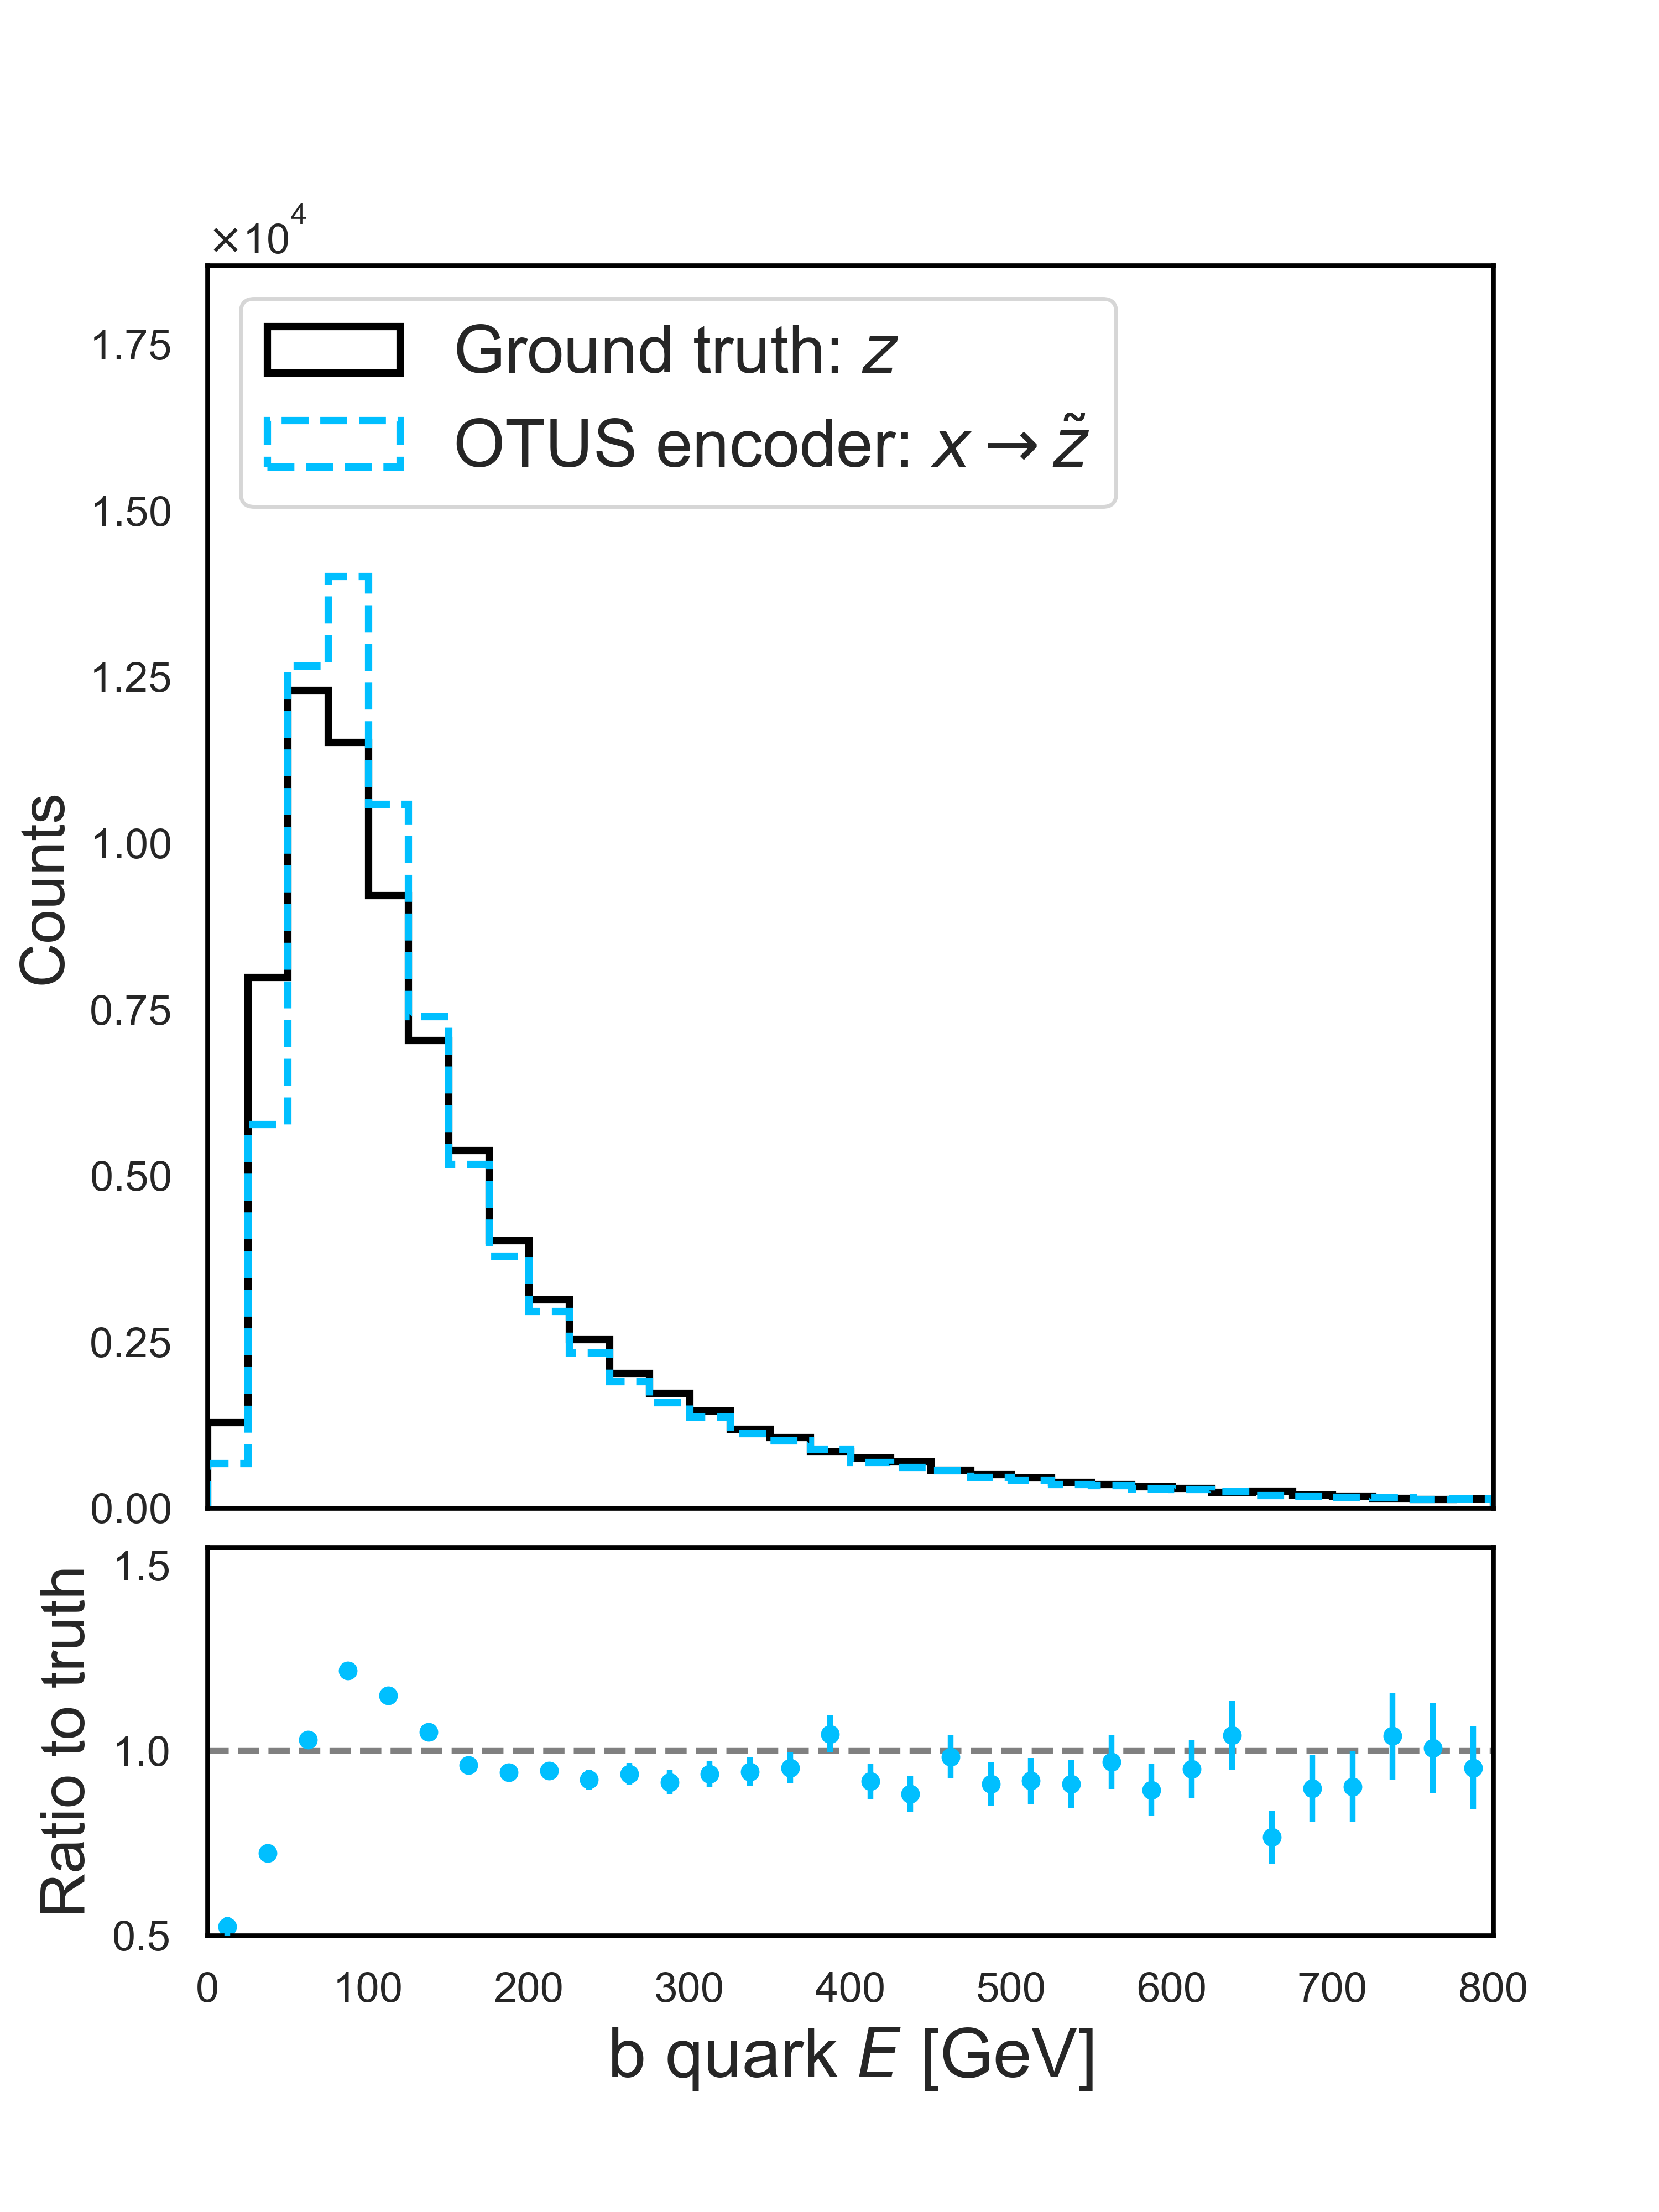 ×10⁴
Ground truth: z
OTUS encoder: x → z̃
1.75
1.50
1.25
1.00
0.75
0.50
0.25
0.00
Counts
1.5
1.0
0.5
Ratio to truth
0 100 200 300 400 500 600 700 800
b quark E [GeV]